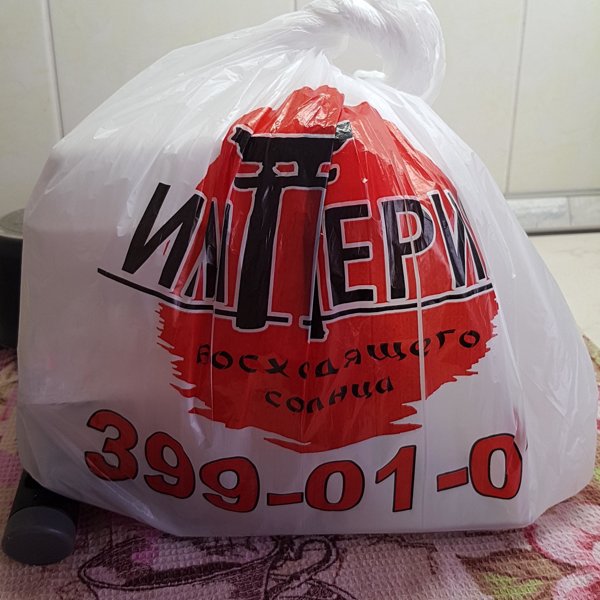 ИМПЕРИ
восходящего
солнца
399-01-0